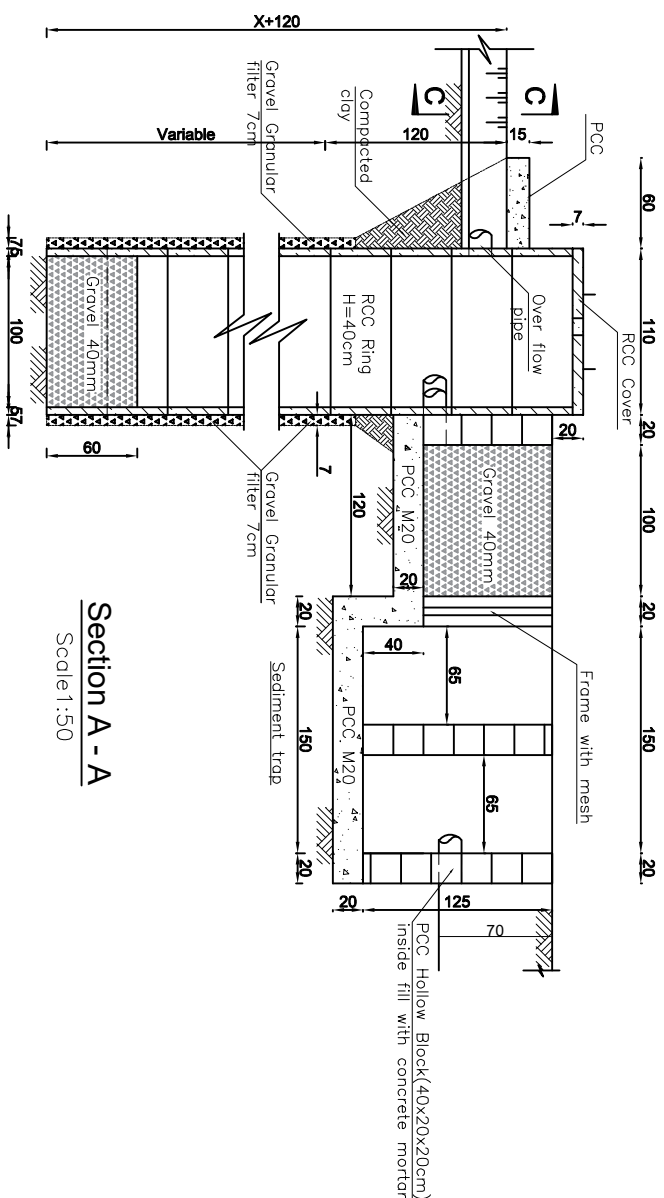 60
110
20
100
20
150
20
PCC
7
RCC Cover
Frame with mesh
C
C
15
Over flow
pipe
20
Gravel 40mm
65
65
125
70
PCC Hollow Block(40x20x20cm)
inside fill with concrete mortar
X+120
120
Variable
Compacted
clay
Gravel Granular
filter 7cm
RCC Ring
H=40cm
PCC M20
20
40
PCC M20
20
7
120
Gravel 40mm
60
Gravel Granular
filter 7cm
75
100
57
20
150
20
Sediment trap
Section A - A
Scale1:50